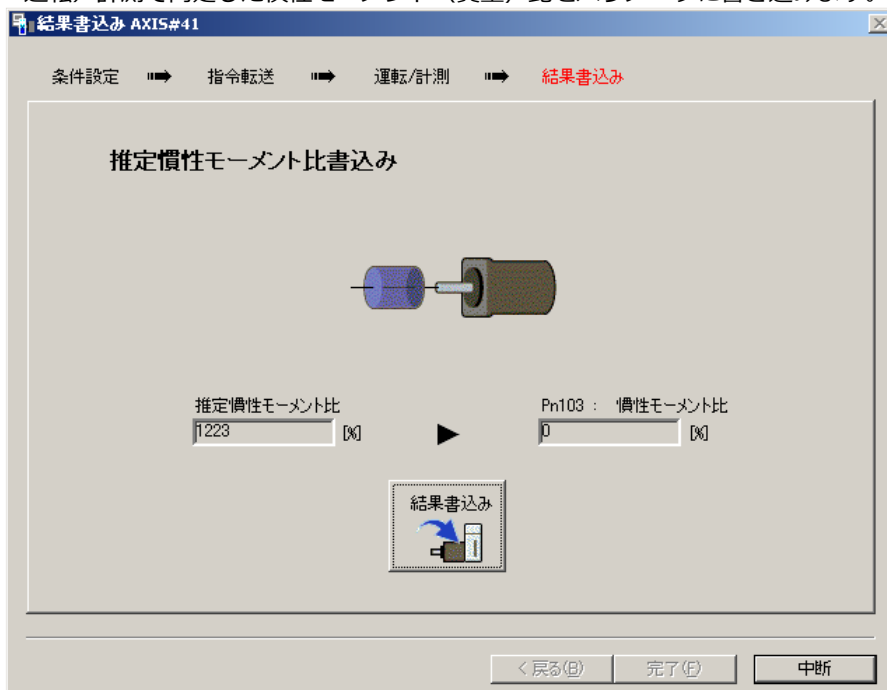 結果書込み AXIS#41
条件設定 指令転送 運転/計測 結果書込み
推定慣性モーメント比書込み
推定慣性モーメント比 Pn103 : 慣性モーメント比
1223 [%] 0 [%]
結果書込み
< 戻る(B) 完了(F) 中断